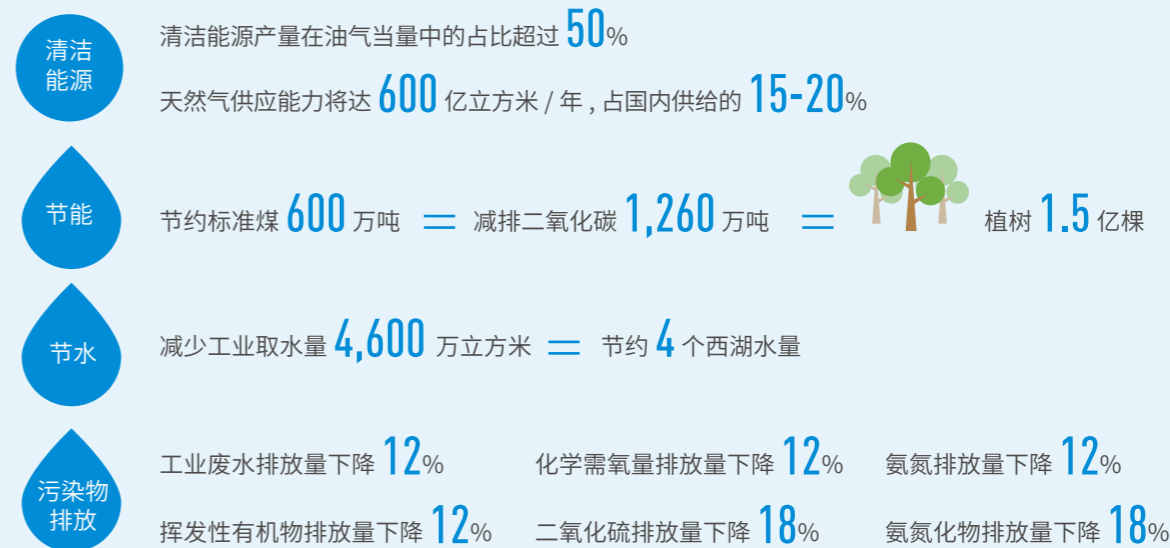 清洁
能源
清洁能源产量在油气当量中的占比超过 50%
天然气供应能力将达 600 亿立方米 / 年 , 占国内供给的 15-20%
节能
节约标准煤 600 万吨 = 减排二氧化碳 1,260 万吨 = 植树 1.5 亿棵
节水
减少工业取水量 4,600 万立方米 = 节约 4 个西湖水量
污染物
排放
工业废水排放量下降 12% 化学需氧量排放量下降 12% 氨氮排放量下降 12%
挥发性有机物排放量下降 12% 二氧化硫排放量下降 18% 氨氮化物排放量下降 18%